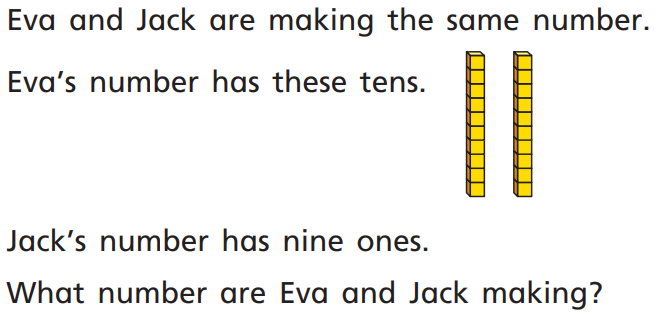 Eva and Jack are making the same number.
Eva’s number has these tens.
Jack’s number has nine ones.
What number are Eva and Jack making?